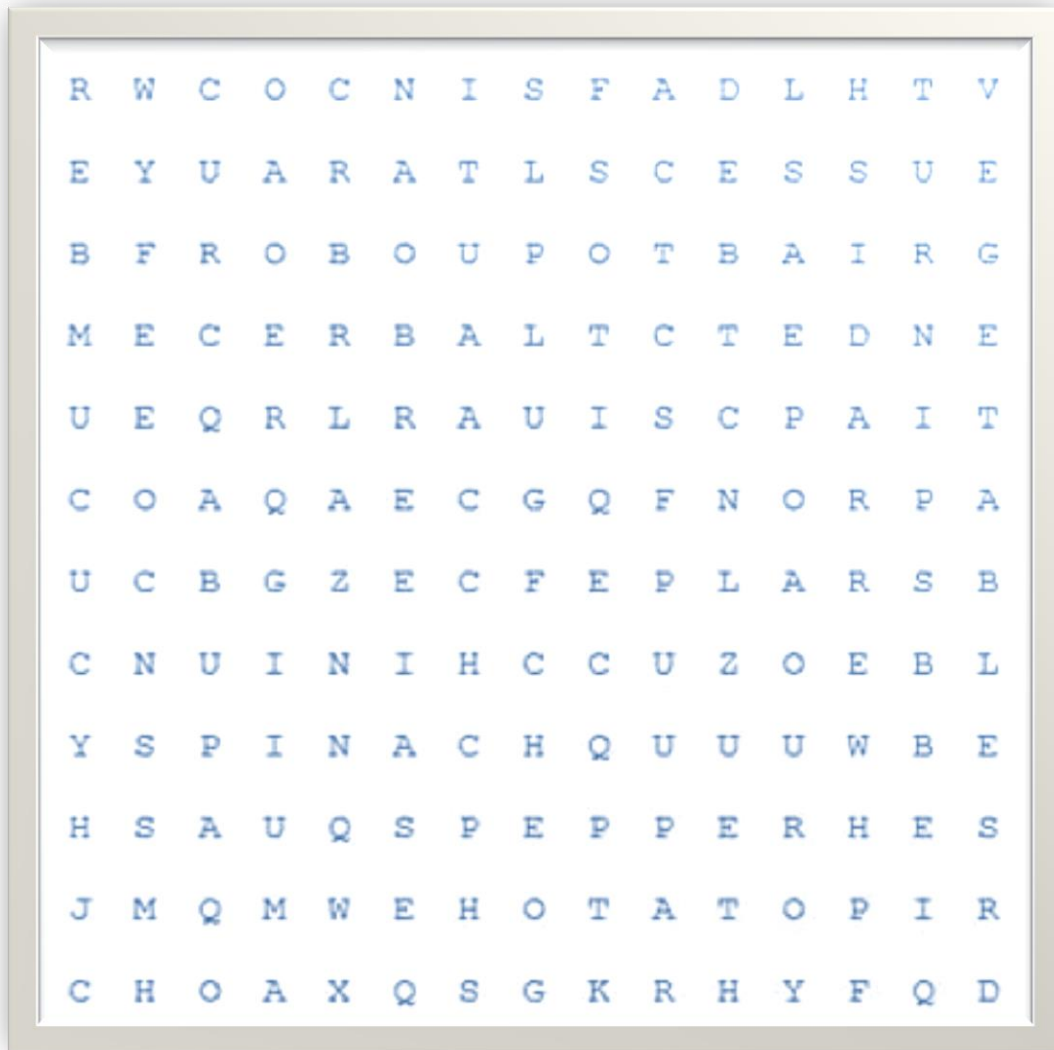 R W C O C N I S F A D L H T V
E Y U A R A T L S C E S S U E
B F R O B O U P O T B A I R G
M E C E R B A L T C T E D N E
U E Q R L R A U I S C P A I T
C O A Q A E C G Q F N O R P A
U C B G Z E C F E P L A R S B
C N U I N I H C C U Z O E B L
Y S P I N A C H Q U U U W B E
H S A U Q S P E P P E R H E S
J M Q M W E H O T A T O P I R
C H O A X Q S G K R H Y F Q D